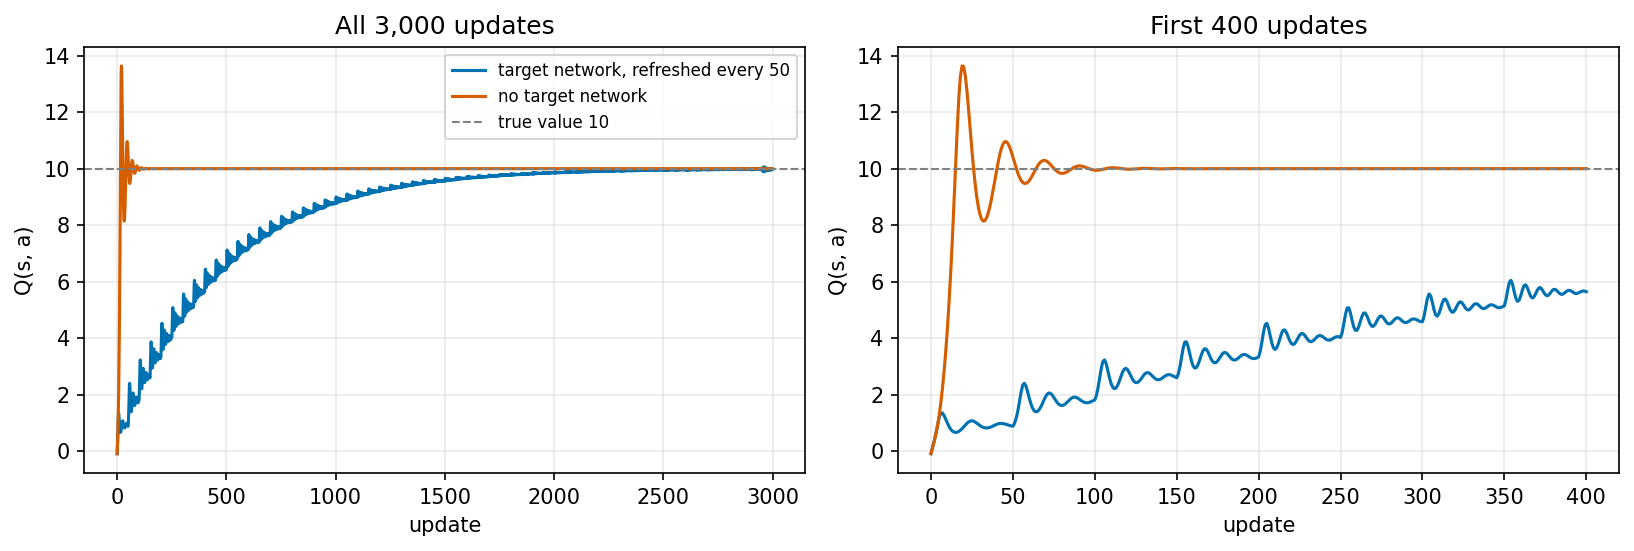 All 3,000 updates
Q(s, a)
14
12
10
8
6
4
2
0
target network, refreshed every 50
no target network
true value 10
0 500 1000 1500 2000 2500 3000
update
First 400 updates
Q(s, a)
14
12
10
8
6
4
2
0
0 50 100 150 200 250 300 350 400
update